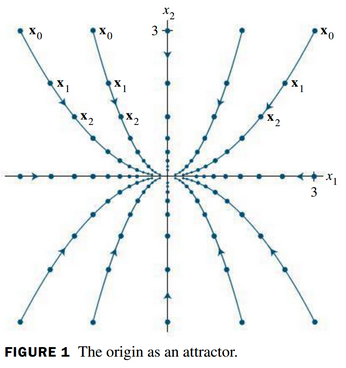 x₂
x₀ x₀ 3 x₀
x₁ x₁ x₁
x₂ x₂ x₂
x₁
3
FIGURE 1 The origin as an attractor.